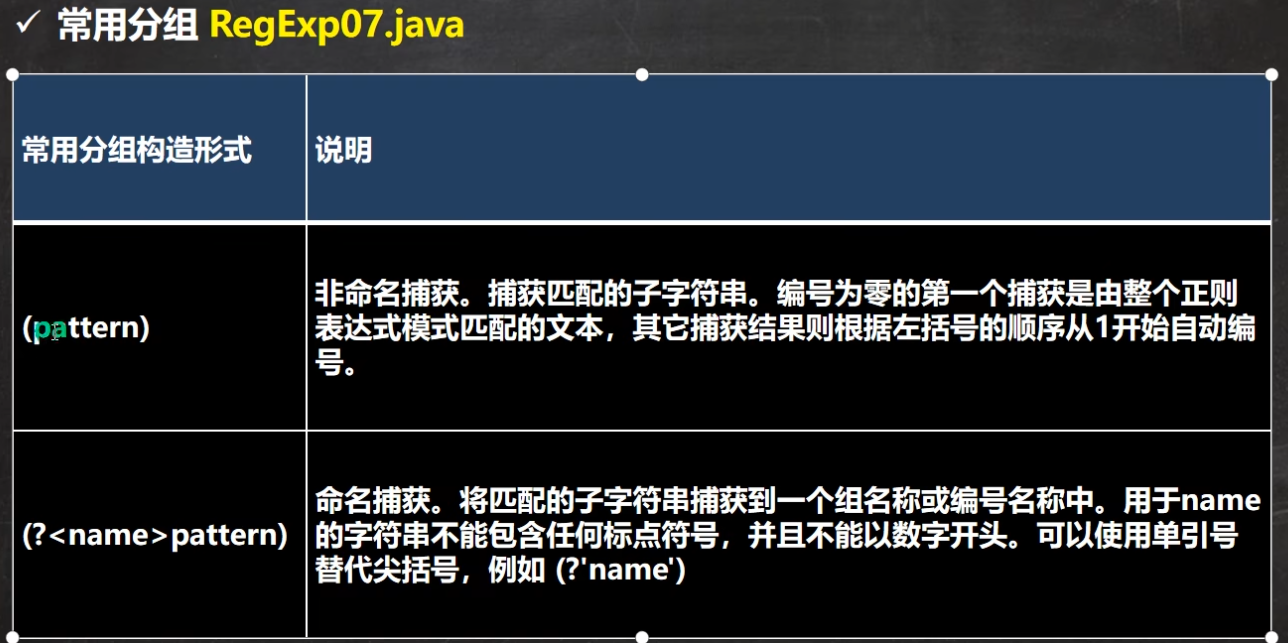 ✓ 常用分组 RegExp07.java
常用分组构造形式
说明
(pattern)
非命名捕获。捕获匹配的子字符串。编号为零的第一个捕获是由整个正则
表达式模式匹配的文本，其它捕获结果则根据左括号的顺序从1开始自动编
号。
(?<name>pattern)
命名捕获。将匹配的子字符串捕获到一个组名称或编号名称中。用于name
的字符串不能包含任何标点符号，并且不能以数字开头。可以使用单引号
替代尖括号，例如 (?'name')